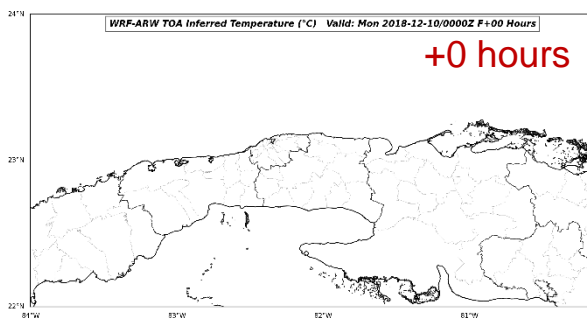 24°N
WRF-ARW TOA Inferred Temperature (°C) Valid: Mon 2018-12-10/0000Z F+00 Hours
+0 hours
23°N
22°N
84°W 83°W 82°W 81°W